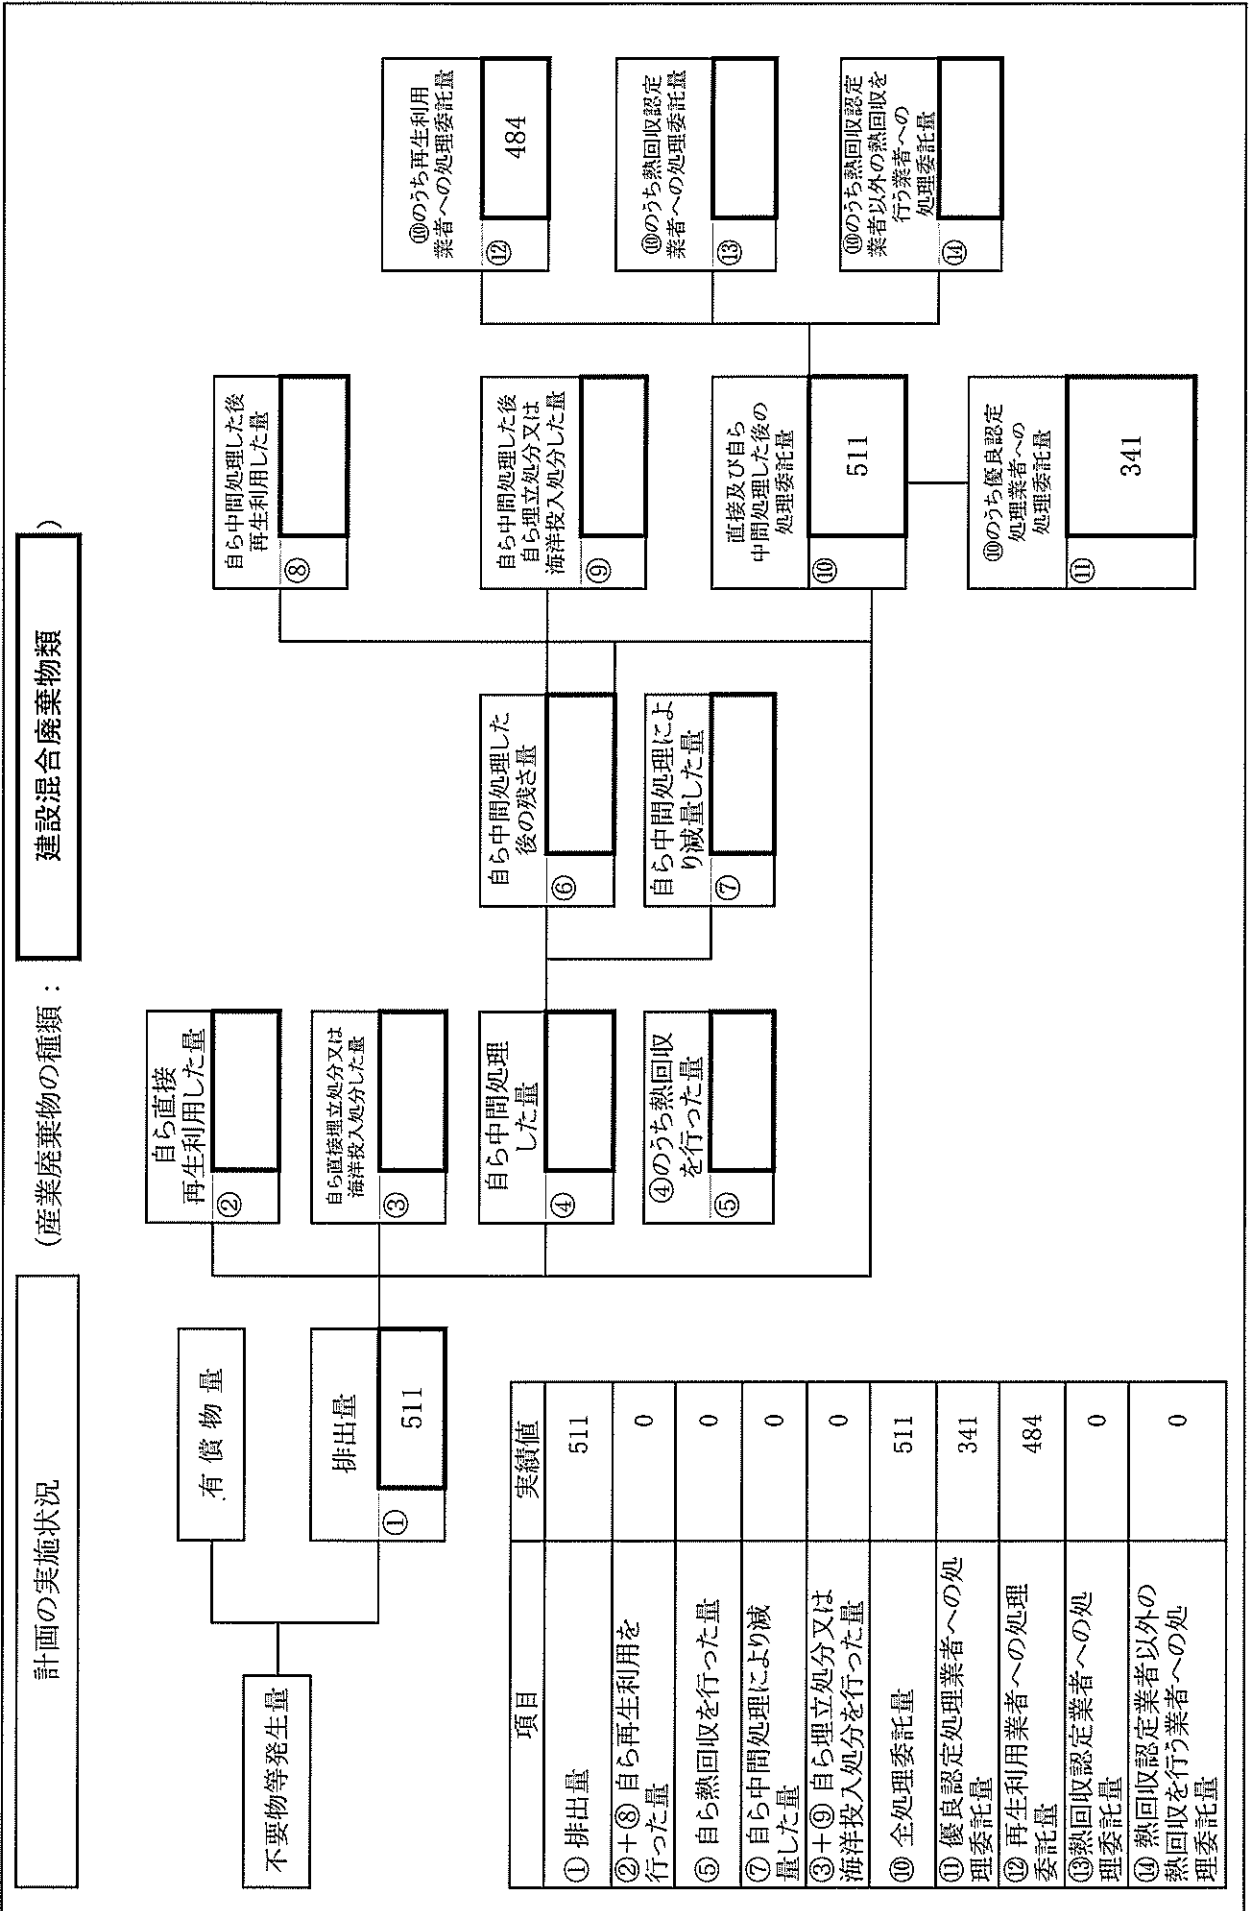 計画の実施状況
(産業廃棄物の種類：
建設混合廃棄物類
)
不要物等発生量
有 償 物 量
排出量
①
511
自ら直接
再生利用した量
②
自ら直接埋立処分又は
海洋投入処分した量
③
自ら中間処理
した量
④
④のうち熱回収
を行った量
⑤
自ら中間処理した
後の残さ量
⑥
自ら中間処理によ
り減量した量
⑦
自ら中間処理した後
再生利用した量
⑧
自ら中間処理した後
自ら埋立処分又は
海洋投入処分した量
⑨
直接及び自ら
中間処理した後の
処理委託量
⑩
511
⑩のうち優良認定
処理業者への
処理委託量
⑪
341
⑩のうち再生利用
業者への処理委託量
⑫
484
⑩のうち熱回収認定
業者への処理委託量
⑬
⑩のうち熱回収認定
業者以外の熱回収を
行う業者への
処理委託量
⑭
項目 実績値
① 排出量 511
②＋⑧ 自ら再生利用を
行った量 0
⑤ 自ら熱回収を行った量 0
⑦ 自ら中間処理により減
量した量 0
③＋⑨ 自ら埋立処分又は
海洋投入処分を行った量 0
⑩ 全処理委託量 511
⑪ 優良認定処理業者への処
理委託量 341
⑫ 再生利用業者への処理
委託量 484
⑬熱回収認定業者への処
理委託量 0
⑭ 熱回収認定業者以外の
熱回収を行う業者への処
理委託量 0